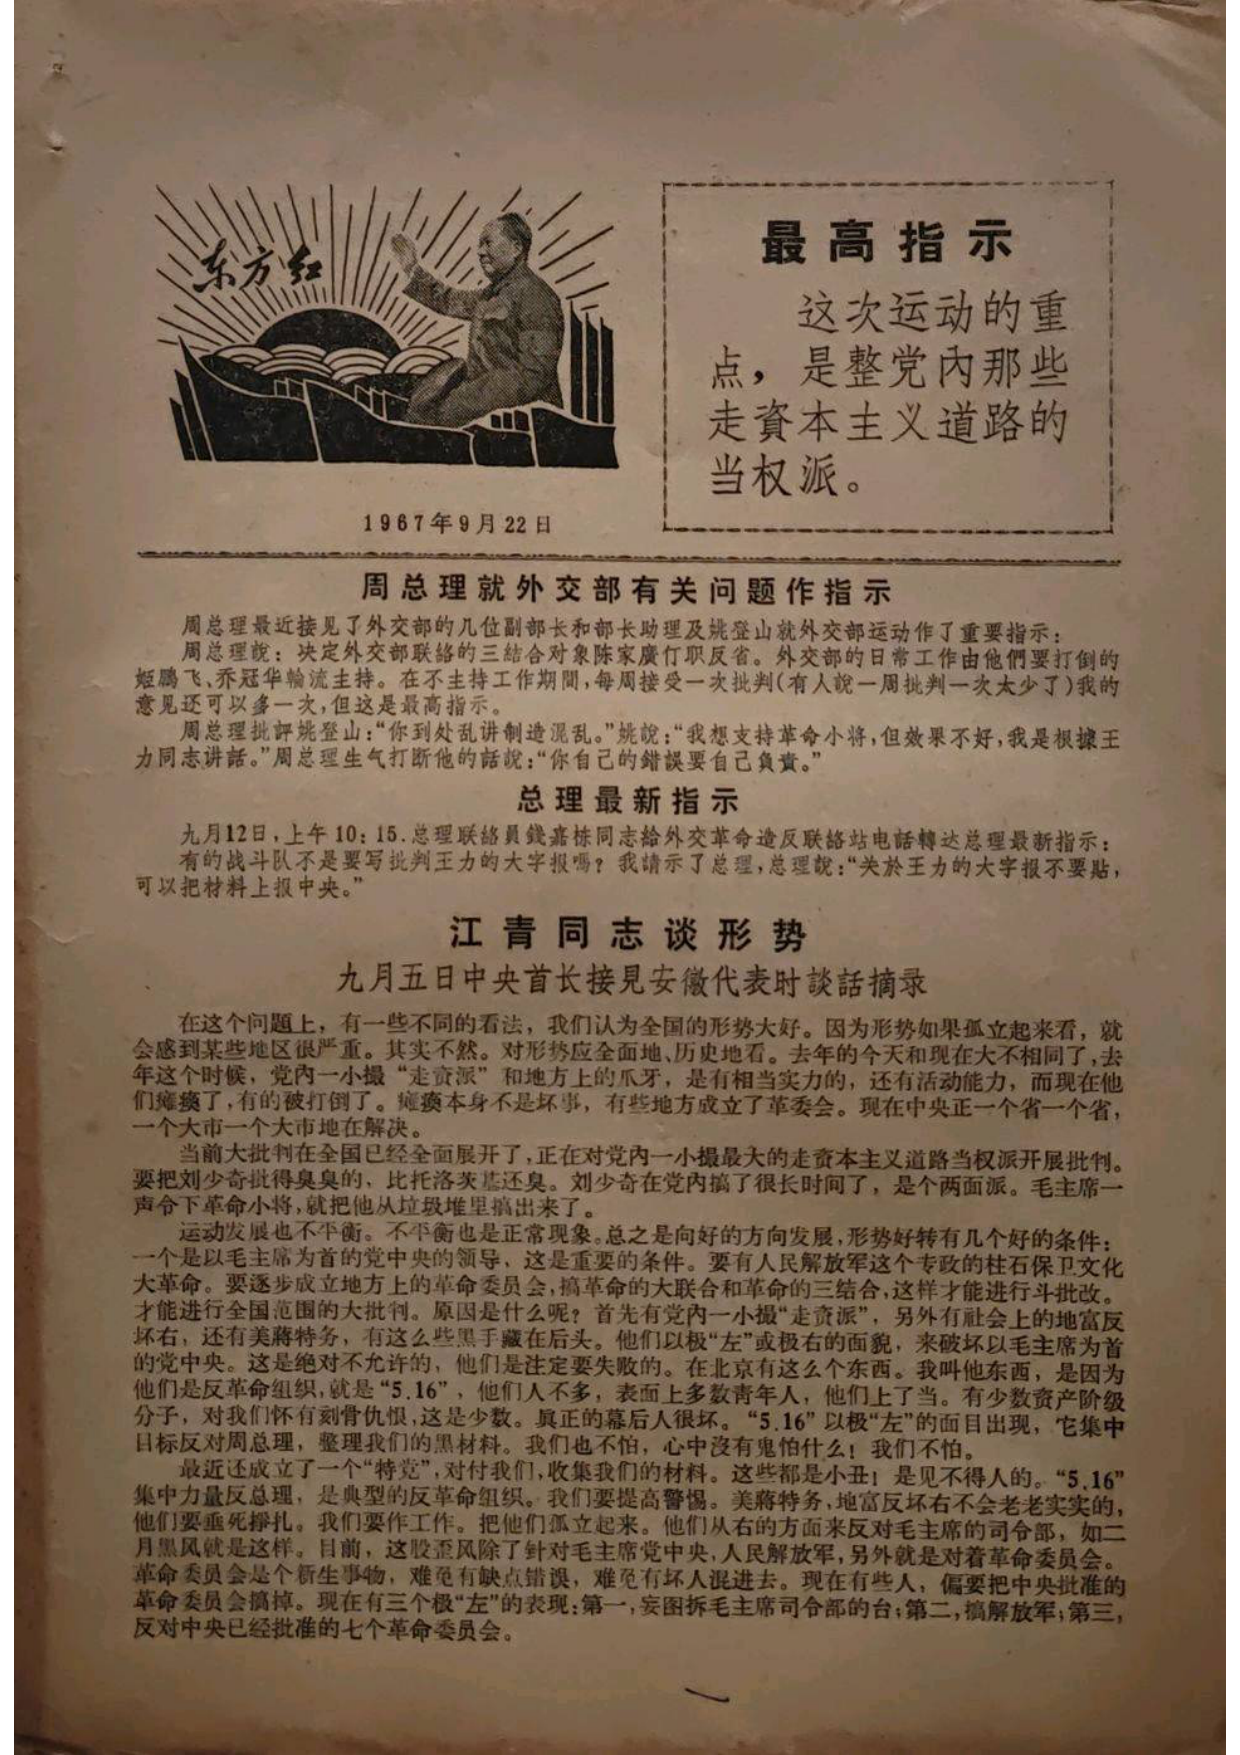 东方红
1967年9月22日
最高指示
这次运动的重
点，是整党內那些
走資本主义道路的
当权派。
周总理就外交部有关问题作指示
周总理最近接见了外交部的几位副部长和部长助理及姚登山就外交部运动作了重要指示：
周总理說：决定外交部联络的三結合对象陈家康仃职反省。外交部的日常工作由他們要打倒的
姬鵬飞、乔冠华輪流主持。在不主持工作期間，每周接受一次批判(有人說一周批判一次太少了)我的
意见还可以多一次，但这是最高指示。
周总理批評姚登山：“你到处乱讲制造混乱。”姚說：“我想支持革命小将，但效果不好，我是根據王
力同志讲話。”周总理生气打断他的話說：“你自己的錯誤要自己負責。”
总理最新指示
九月12日，上午10：15.总理联絡員錢嘉栋同志給外交革命造反联絡站电話轉达总理最新指示：
有的战斗队不是要写批判王力的大字报嗎？我請示了总理，总理說：“关於王力的大字报不要貼，
可以把材料上报中央。”
江青同志谈形势
九月五日中央首长接見安徽代表时談話摘录
在这个问題上，有一些不同的看法，我们认为全国的形势大好。因为形势如果孤立起来看，就
会感到某些地区很严重。其实不然。对形势应全面地、历史地看。去年的今天和现在大不相同了，去
年这个时候，党內一小撮“走资派”和地方上的爪牙，是有相当实力的，还有活动能力，而现在他
们瘫痪了，有的被打倒了。瘫痪本身不是坏事，有些地方成立了革委会。现在中央正一个省一个省，
一个大市一个大市地在解决。
当前大批判在全国已经全面展开了，正在对党內一小撮最大的走资本主义道路当权派开展批判。
要把刘少奇批得臭臭的，比托洛茨基还臭。刘少奇在党内搞了很长时间了，是个两面派。毛主席一
声令下革命小将，就把他从垃圾堆里搞出来了。
运动发展也不平衡。不平衡也是正常现象。总之是向好的方向发展，形势好转有几个好的条件：
一个是以毛主席为首的党中央的领导，这是重要的条件。要有人民解放军这个专政的柱石保卫文化
大革命。要逐步成立地方上的革命委员会，搞革命的大联合和革命的三结合，这样才能进行斗批改。
才能进行全国范围的大批判。原因是什么呢？首先有党內一小撮“走资派”，另外有社会上的地富反
坏右，还有美蔣特务，有这么些黑手藏在后头。他们以极“左”或极右的面貌，来破坏以毛主席为首
的党中央。这是绝对不允许的，他们是注定要失败的。在北京有这么个东西。我叫他东西，是因为
他们是反革命组织，就是“5.16”，他们人不多，表面上多数青年人，他们上了当。有少数资产阶级
分子，对我们怀有刻骨仇恨，这是少数。眞正的幕后人很坏。“5.16”以极“左”的面目出现，它集中
目标反对周总理，整理我们的黑材料。我们也不怕，心中沒有鬼怕什么！我们不怕。
最近还成立了一个“特党”，对付我们，收集我们的材料。这些都是小丑！是见不得人的。“5.16”
集中力量反总理，是典型的反革命组织。我们要提高警惕。美蔣特务，地富反坏右不会老老实实的，
他们要垂死掙扎。我们要作工作。把他们孤立起来。他们从右的方面来反对毛主席的司令部，如二
月黑风就是这样。目前，这股歪风除了针对毛主席党中央，人民解放军，另外就是对着革命委员会。
革命委员会是个新生事物，难免有缺点错误，难免有坏人混进去。现在有些人，偏要把中央批准的
革命委员会搞掉。现在有三个极“左”的表现：第一，妄图拆毛主席司令部的台；第二，搞解放军；第三，
反对中央已经批准的七个革命委员会。